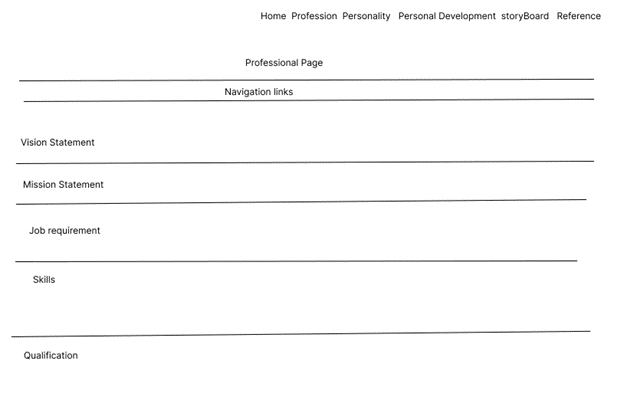 Home Profession Personality Personal Development storyBoard Reference
Professional Page
Navigation links
Vision Statement
Mission Statement
Job requirement
Skills
Qualification